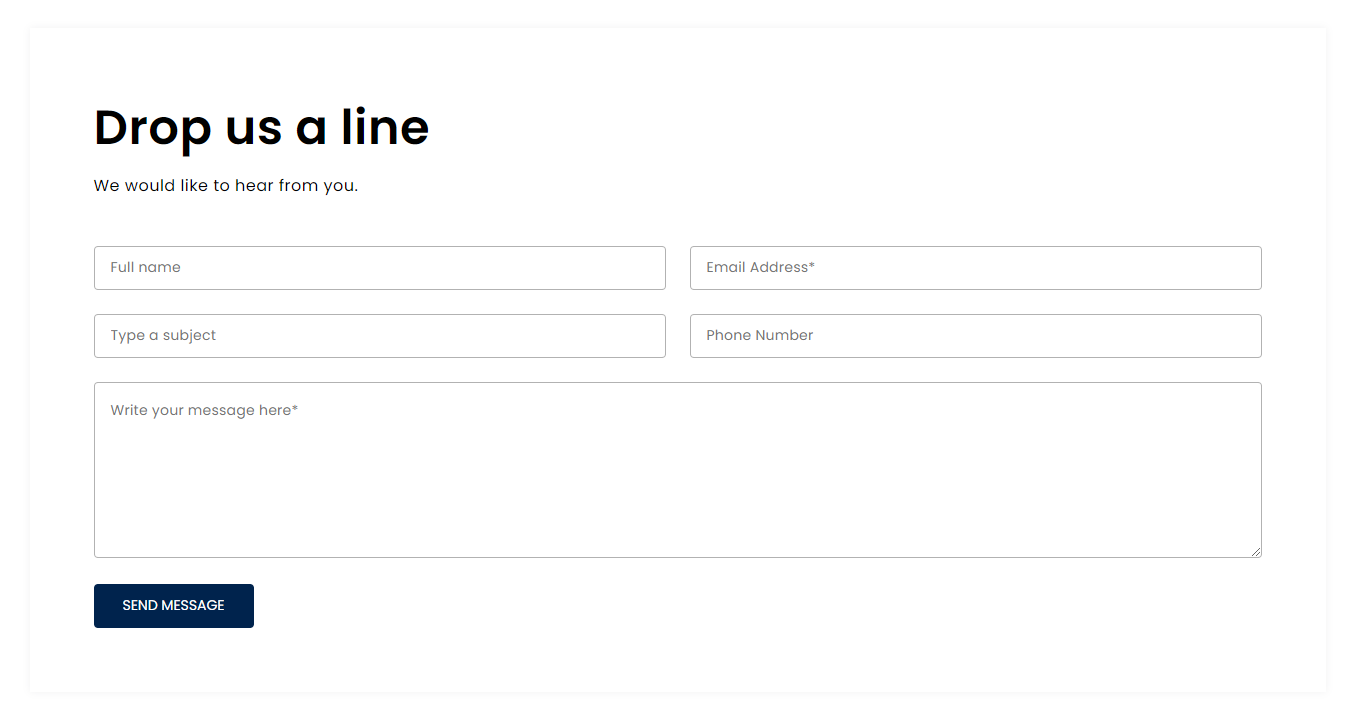 Drop us a line
We would like to hear from you.
Full name
Email Address*
Type a subject
Phone Number
Write your message here*
SEND MESSAGE